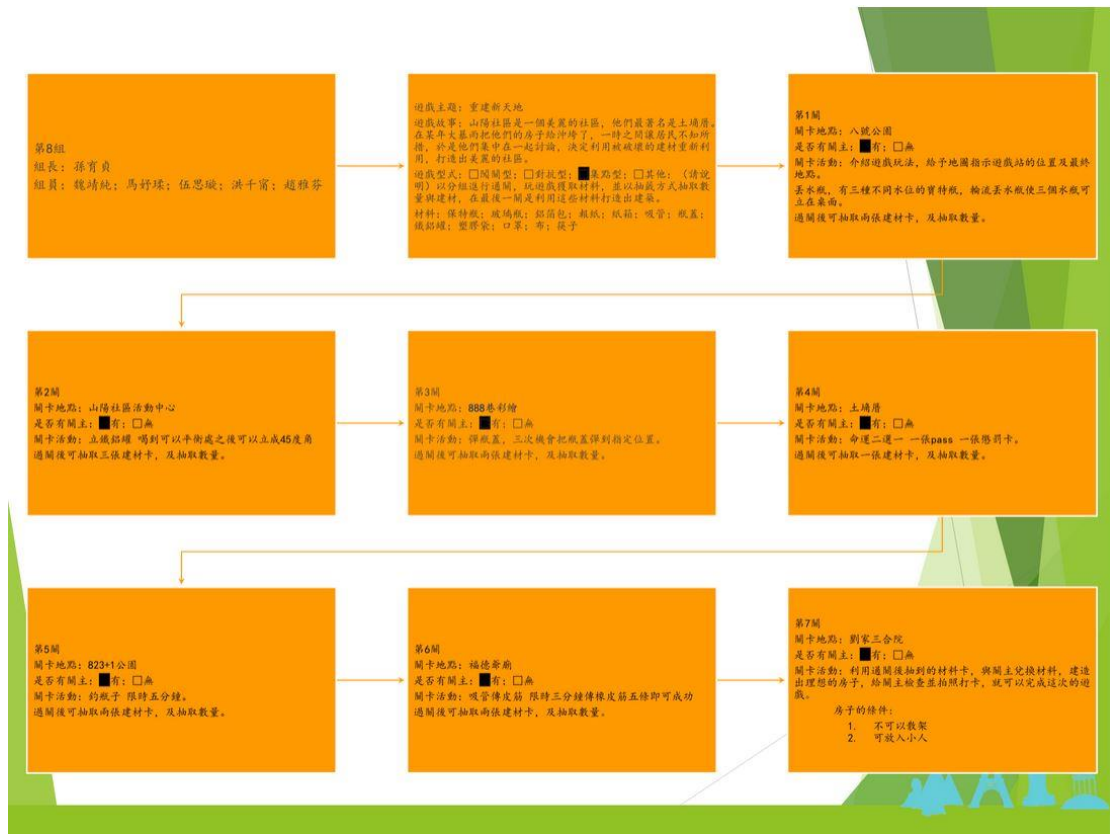 第8組
組長：孫育貞
組員：魏靖純；馬妤瑈；伍思璇；洪千甯；趙雅芬
遊戲主題：重建新天地
遊戲故事：山陽社區是一個美麗的社區，他們最著名是土埆厝。
在某年大暴雨把他們的房子給沖垮了，一時之間讓居民不知所
措，於是他們集中在一起討論，決定利用被破壞的建材重新利
用，打造出美麗的社區。
遊戲型式：□闖關型；□對抗型；■集點型；□其他：（請說
明）以分組進行通關，玩遊戲獲取材料，並以抽籤方式抽取數
量與建材，在最後一關是利用這些材料打造出建築。
材料：保特瓶；玻璃瓶；鋁箔包；報紙；紙箱；吸管；瓶蓋；
鐵鋁罐；塑膠袋；口罩；布；筷子
第1關
關卡地點：八號公園
是否有關主：■有；□無
關卡活動：介紹遊戲玩法，給予地圖指示遊戲站的位置及最終
地點。
丟水瓶，有三種不同水位的寶特瓶，輪流丟水瓶使三個水瓶可
立在桌面。
過關後可抽取兩張建材卡，及抽取數量。
第2關
關卡地點：山陽社區活動中心
是否有關主：■有；□無
關卡活動：立鐵鋁罐 喝到可以平衡處之後可以立成45度角
過關後可抽取三張建材卡，及抽取數量。
第3關
關卡地點：888巷彩繪
是否有關主：■有；□無
關卡活動：彈瓶蓋，三次機會把瓶蓋彈到指定位置。
過關後可抽取兩張建材卡，及抽取數量。
第4關
關卡地點：土埆厝
是否有關主：■有；□無
關卡活動：命運二選一 一張pass 一張懲罰卡。
過關後可抽取一張建材卡，及抽取數量。
第5關
關卡地點：823+1公園
是否有關主：■有；□無
關卡活動：釣瓶子 限時五分鐘。
過關後可抽取兩張建材卡，及抽取數量。
第6關
關卡地點：福德爺廟
是否有關主：■有；□無
關卡活動：吸管傳皮筋 限時三分鐘傳橡皮筋五條即可成功
過關後可抽取兩張建材卡，及抽取數量。
第7關
關卡地點：劉家三合院
是否有關主：■有；□無
關卡活動：利用過關後抽到的材料卡，與關主兌換材料，建造
出理想的房子，給關主檢查並拍照打卡，就可以完成這次的遊
戲。
房子的條件：
1. 不可以散架
2. 可放入小人